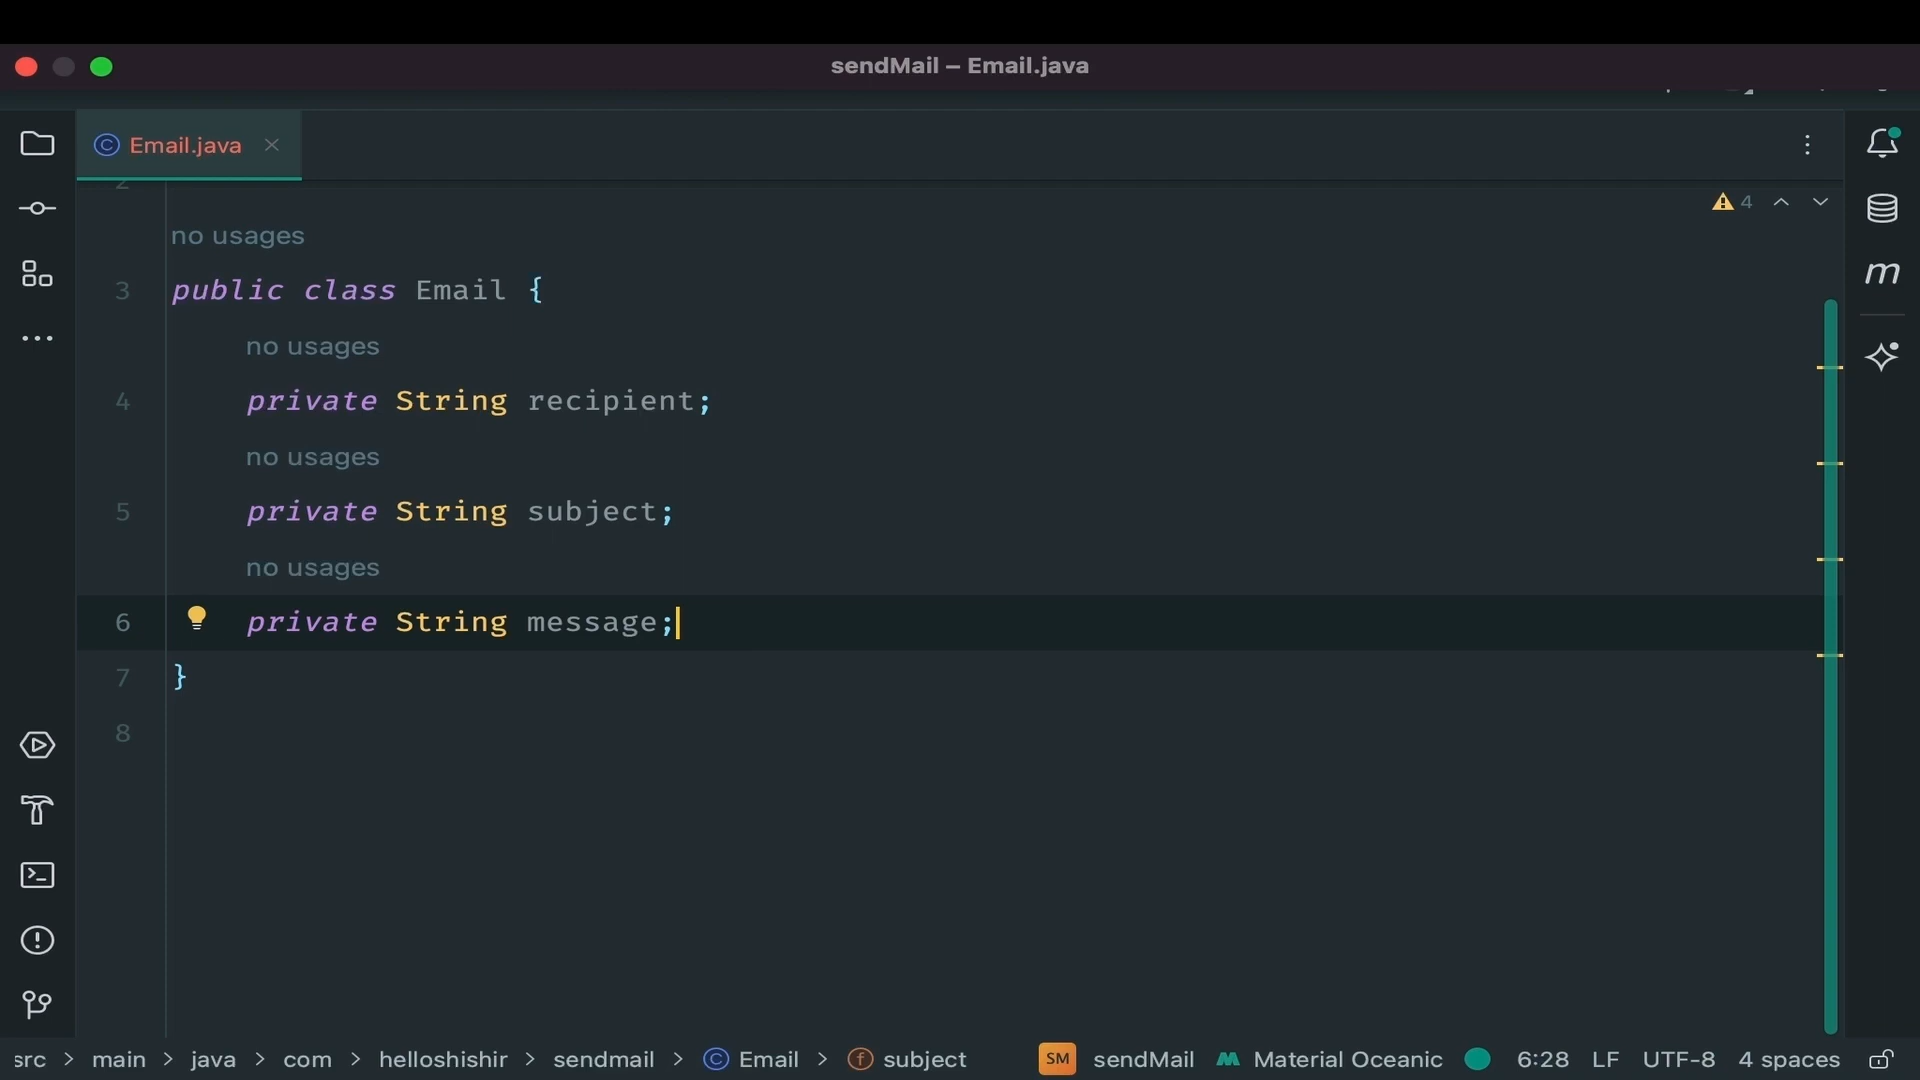 sendMail – Email.java
Email.java
4
2
no usages
3 public class Email {
no usages
4 private String recipient;
no usages
5 private String subject;
no usages
6 private String message;
7 }
8
src > main > java > com > helloshishir > sendmail > Email > subject SM sendMail Material Oceanic 6:28 LF UTF-8 4 spaces